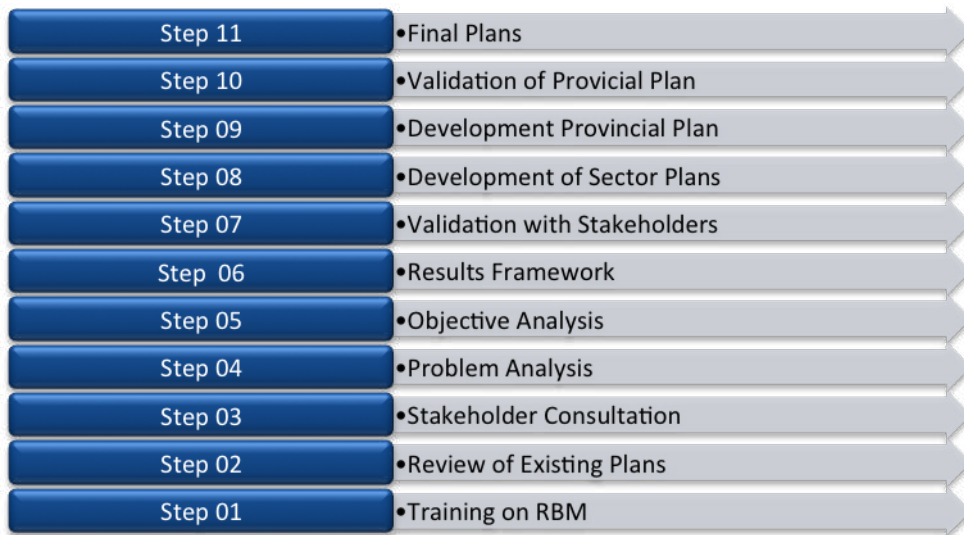 Step 11 •Final Plans
Step 10 •Validation of Provicial Plan
Step 09 •Development Provincial Plan
Step 08 •Development of Sector Plans
Step 07 •Validation with Stakeholders
Step 06 •Results Framework
Step 05 •Objective Analysis
Step 04 •Problem Analysis
Step 03 •Stakeholder Consultation
Step 02 •Review of Existing Plans
Step 01 •Training on RBM